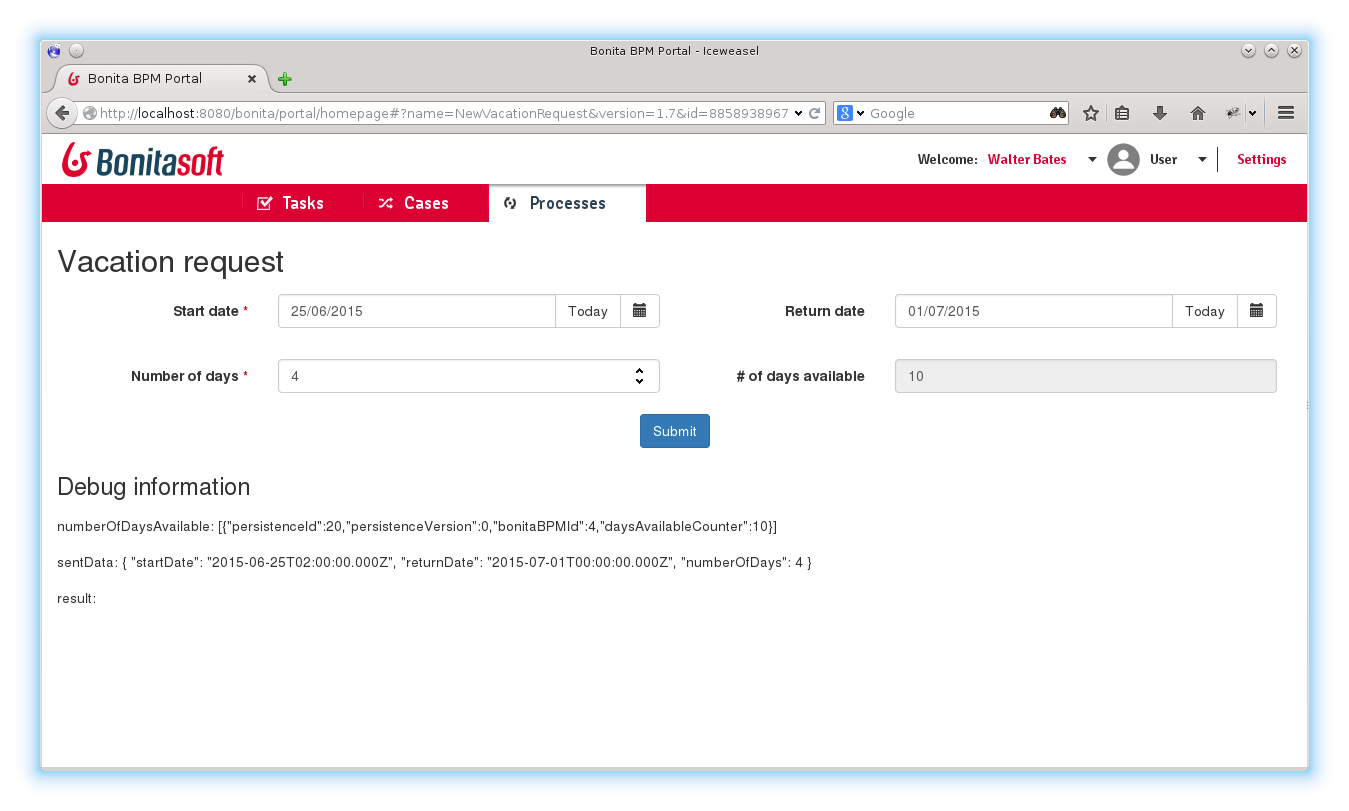 Bonita BPM Portal - Iceweasel
Bonita BPM Portal
http://localhost:8080/bonita/portal/homepage#?name=NewVacationRequest&version=1.7&id=8858938967
8 Google
Bonitasoft
Welcome: Walter Bates User Settings
Tasks Cases Processes
Vacation request
Start date * 25/06/2015 Today Return date 01/07/2015 Today
Number of days * 4 # of days available 10
Submit
Debug information
numberOfDaysAvailable: [{"persistenceId":20,"persistenceVersion":0,"bonitaBPMId":4,"daysAvailableCounter":10}]
sentData: { "startDate": "2015-06-25T02:00:00.000Z", "returnDate": "2015-07-01T00:00:00.000Z", "numberOfDays": 4 }
result: